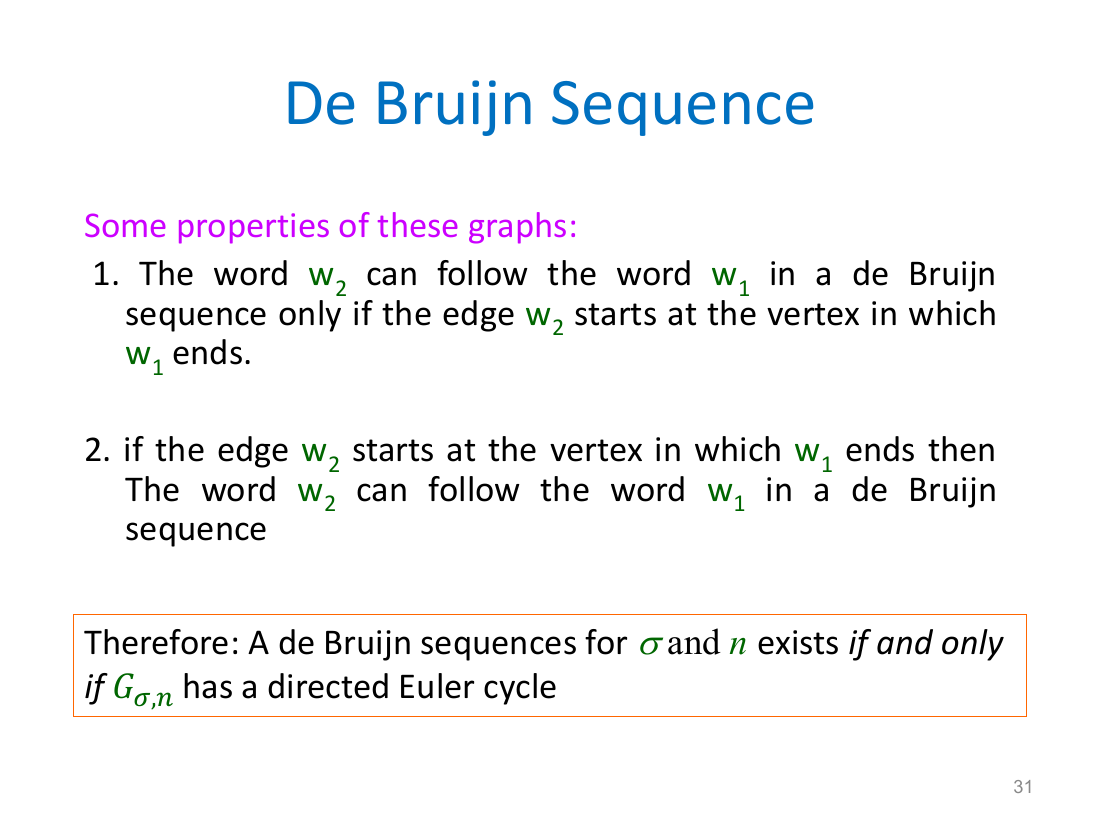 De Bruijn Sequence
Some properties of these graphs:
1. The word w₂ can follow the word w₁ in a de Bruijn
sequence only if the edge w₂ starts at the vertex in which
w₁ ends.
2. if the edge w₂ starts at the vertex in which w₁ ends then
The word w₂ can follow the word w₁ in a de Bruijn
sequence
Therefore: A de Bruijn sequences for σ and n exists if and only
if G_{σ,n} has a directed Euler cycle
31